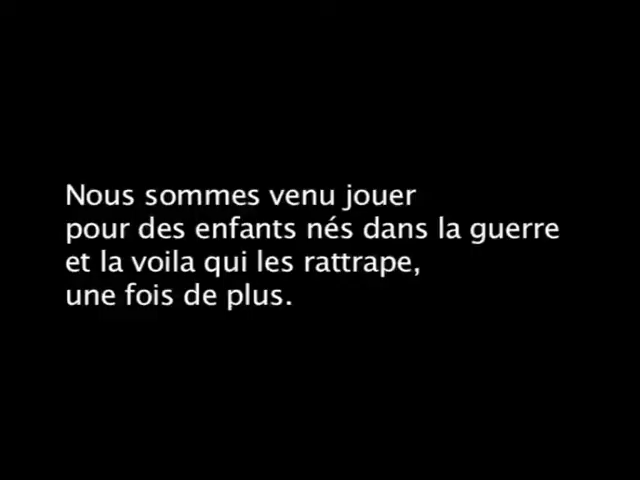 Nous sommes venu jouer
pour des enfants nés dans la guerre
et la voila qui les rattrape,
une fois de plus.